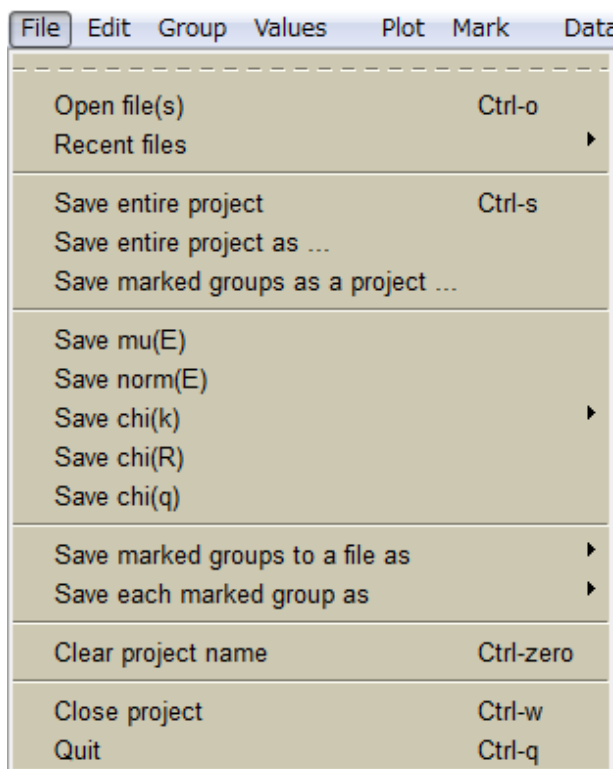 File Edit Group Values Plot Mark Data
Open file(s) Ctrl-o
Recent files
Save entire project Ctrl-s
Save entire project as ...
Save marked groups as a project ...
Save mu(E)
Save norm(E)
Save chi(k)
Save chi(R)
Save chi(q)
Save marked groups to a file as
Save each marked group as
Clear project name Ctrl-zero
Close project Ctrl-w
Quit Ctrl-q